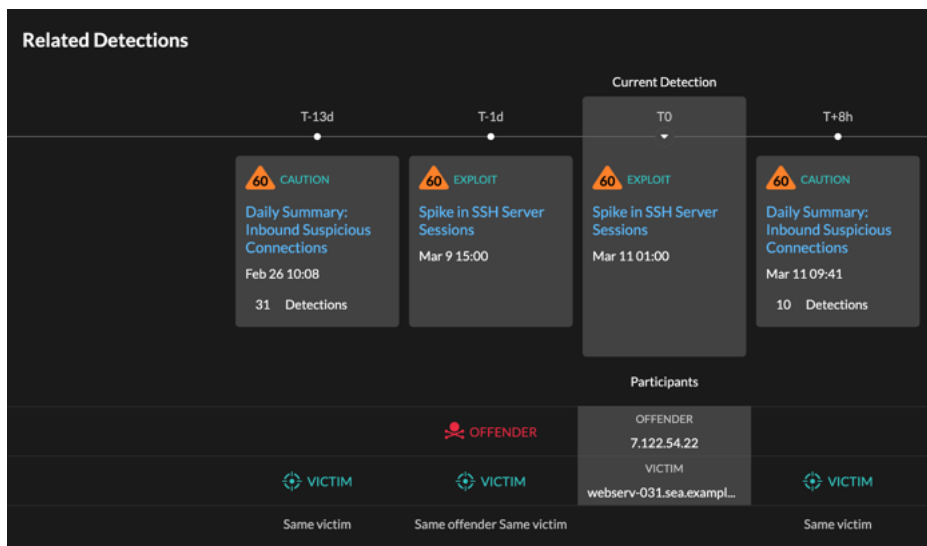 Related Detections
Current Detection
T-13d
T-1d
T0
T+8h
60 CAUTION
Daily Summary:
Inbound Suspicious
Connections
Feb 26 10:08
31 Detections
60 EXPLOIT
Spike in SSH Server
Sessions
Mar 9 15:00
60 EXPLOIT
Spike in SSH Server
Sessions
Mar 11 01:00
60 CAUTION
Daily Summary:
Inbound Suspicious
Connections
Mar 11 09:41
10 Detections
Participants
OFFENDER
OFFENDER
7.122.54.22
VICTIM
VICTIM
VICTIM
webserv-031.sea.exampl...
VICTIM
Same victim
Same offender Same victim
Same victim